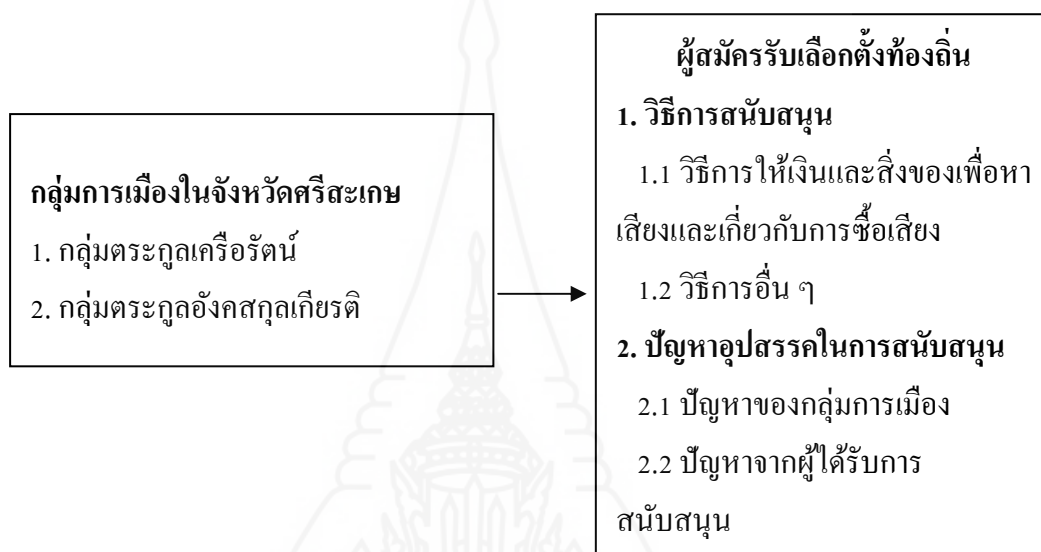 กลุ่มการเมืองในจังหวัดศรีสะเกษ
1. กลุ่มตระกูลเครือรัตน์
2. กลุ่มตระกูลอังคสกุลเกียรติ
ผู้สมัครรับเลือกตั้งท้องถิ่น
1. วิธีการสนับสนุน
1.1 วิธีการให้เงินและสิ่งของเพื่อหา
เสียงและเกี่ยวกับการซื้อเสียง
1.2 วิธีการอื่น ๆ
2. ปัญหาอุปสรรคในการสนับสนุน
2.1 ปัญหาของกลุ่มการเมือง
2.2 ปัญหาจากผู้ได้รับการ
สนับสนุน